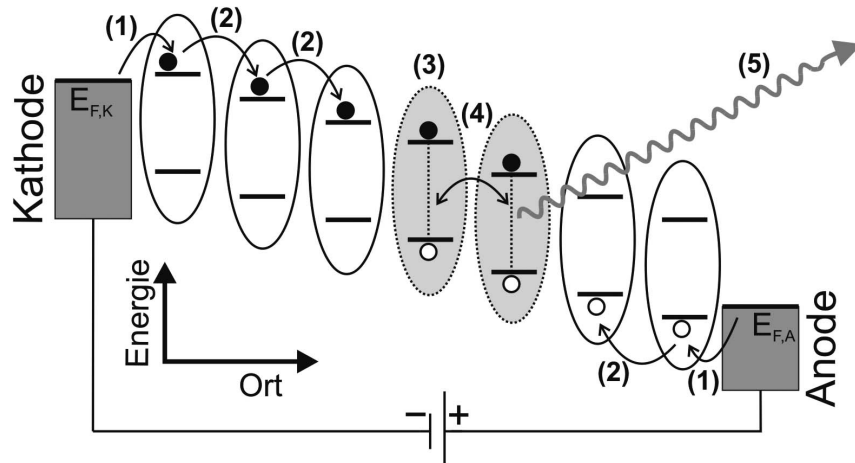 (1)
(2)
(2)
(3)
(4)
(5)
Kathode
E_F,K
Energie
Ort
(2)
(1)
E_F,A
Anode
− +